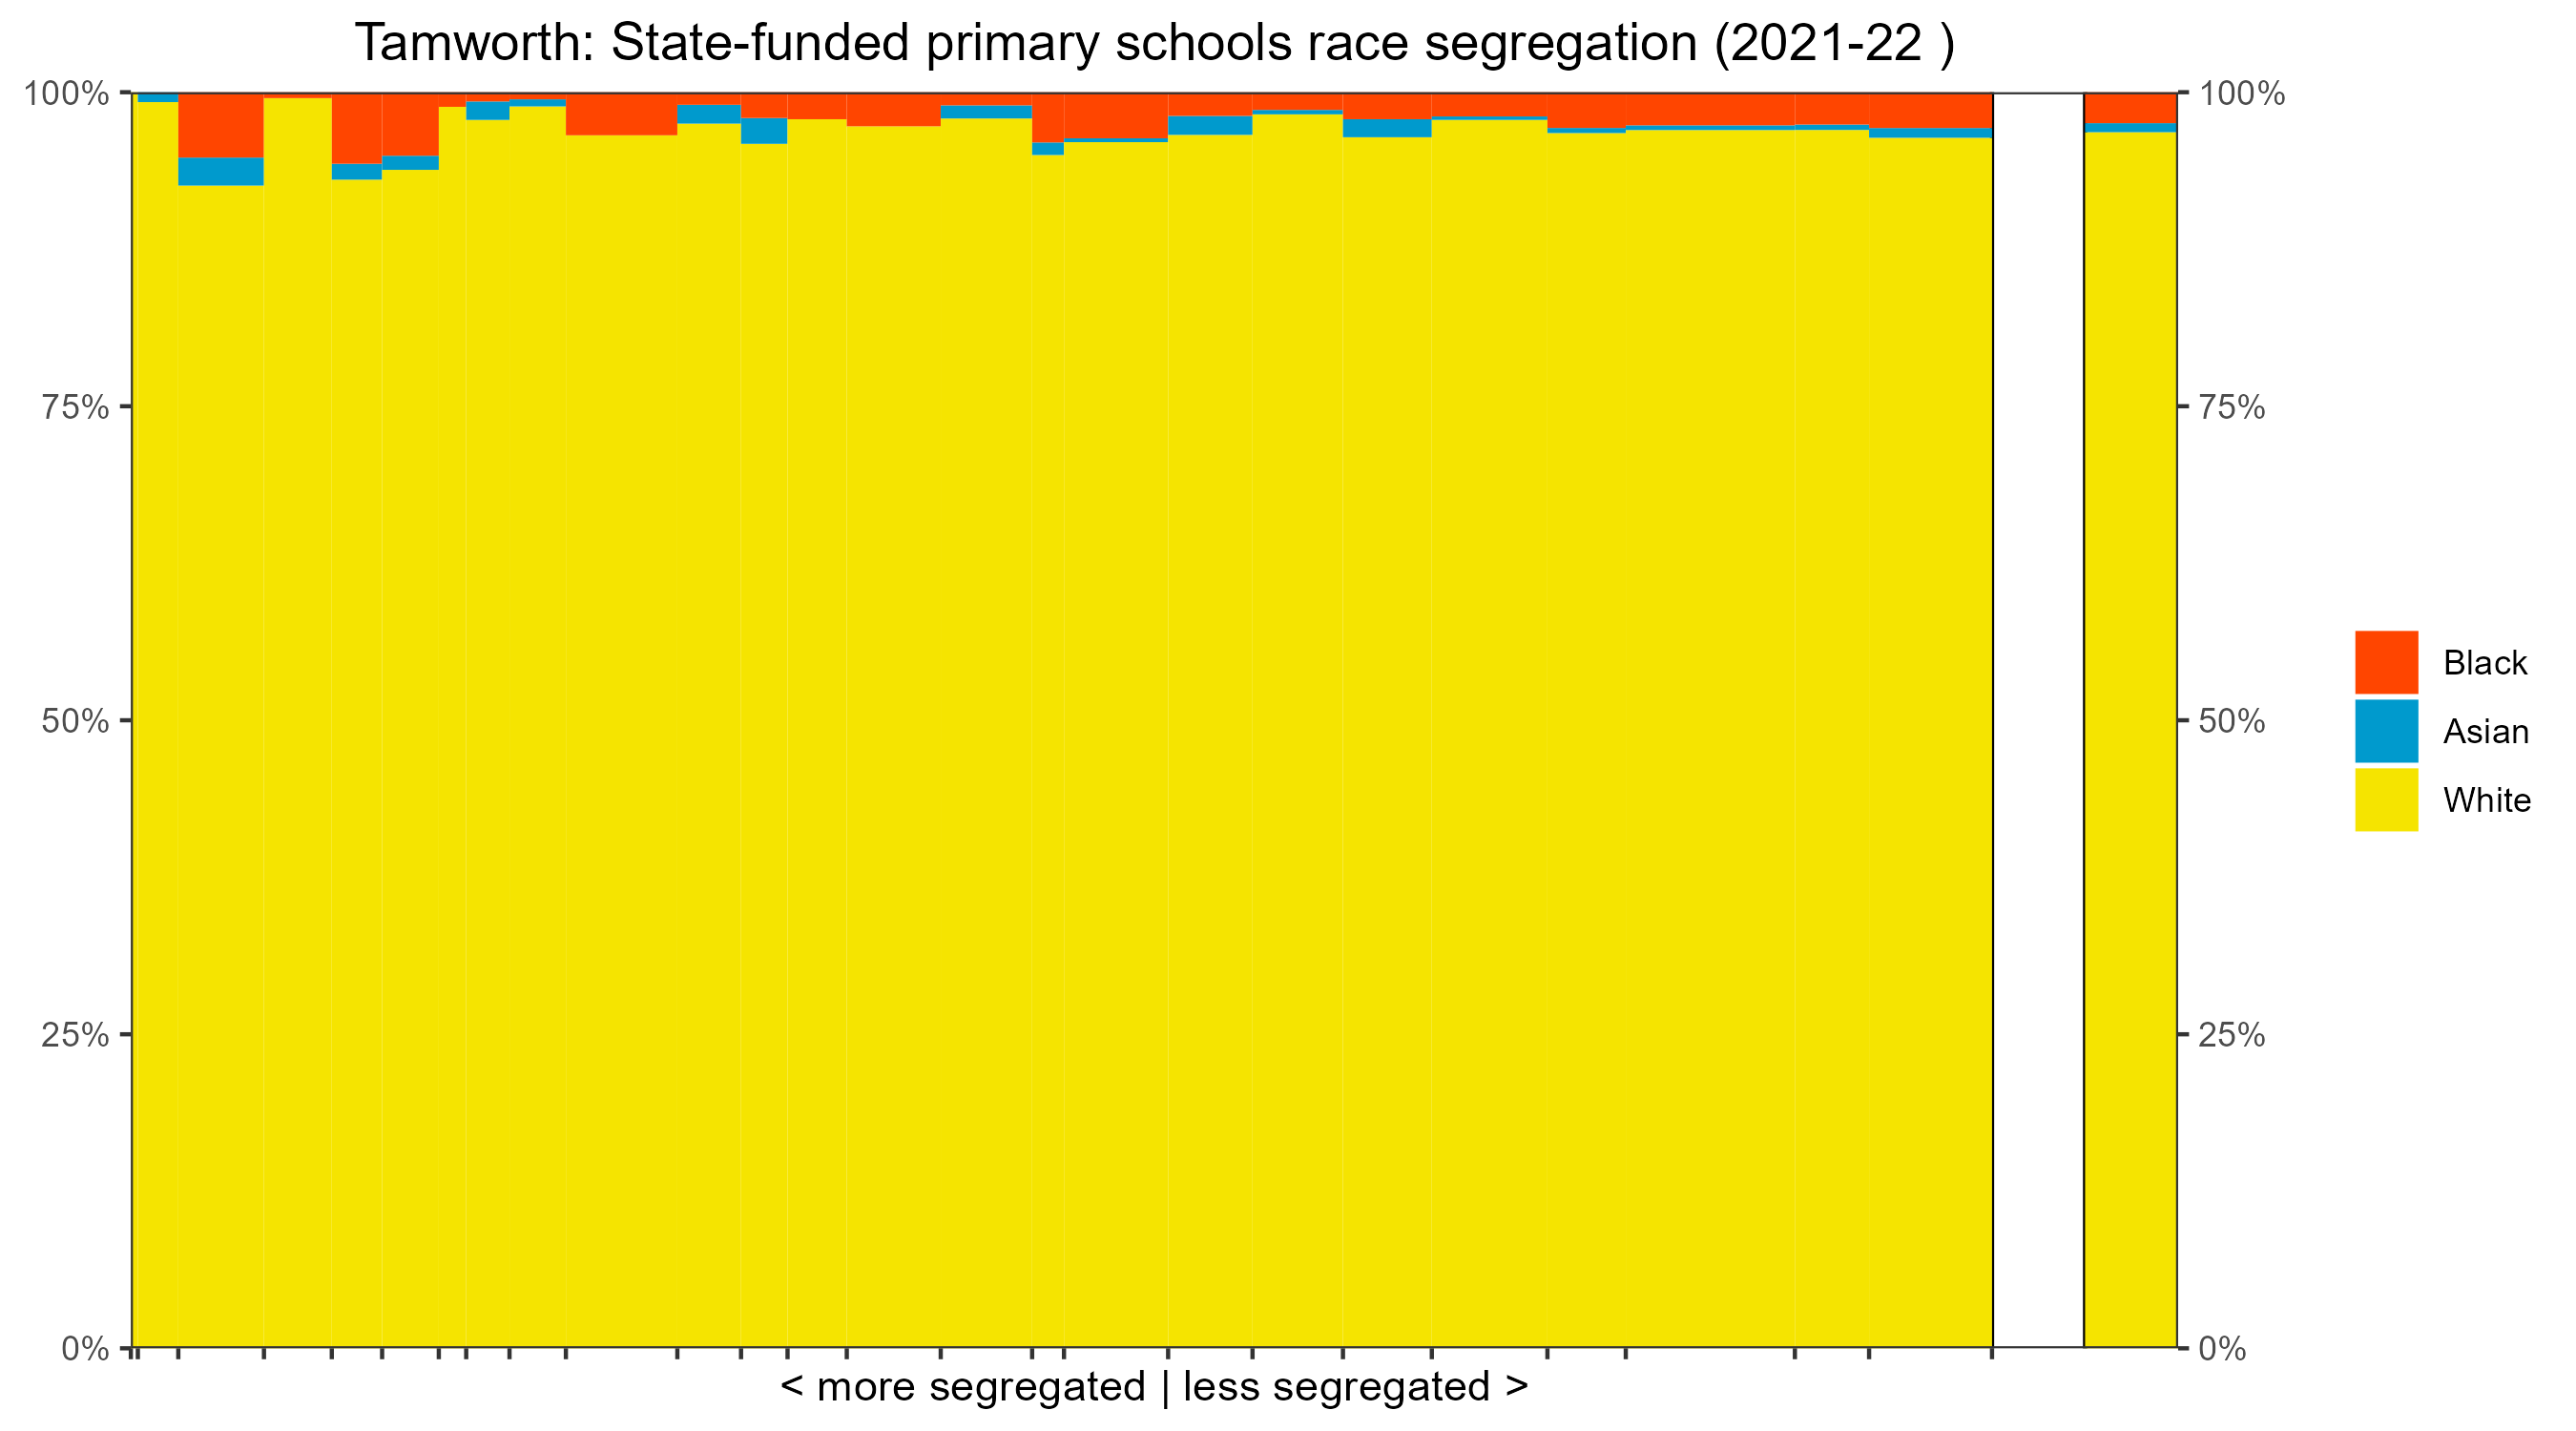 Tamworth: State-funded primary schools race segregation (2021-22 )
100%
75%
50%
25%
0%
100%
75%
50%
25%
0%
Black
Asian
White
< more segregated | less segregated >